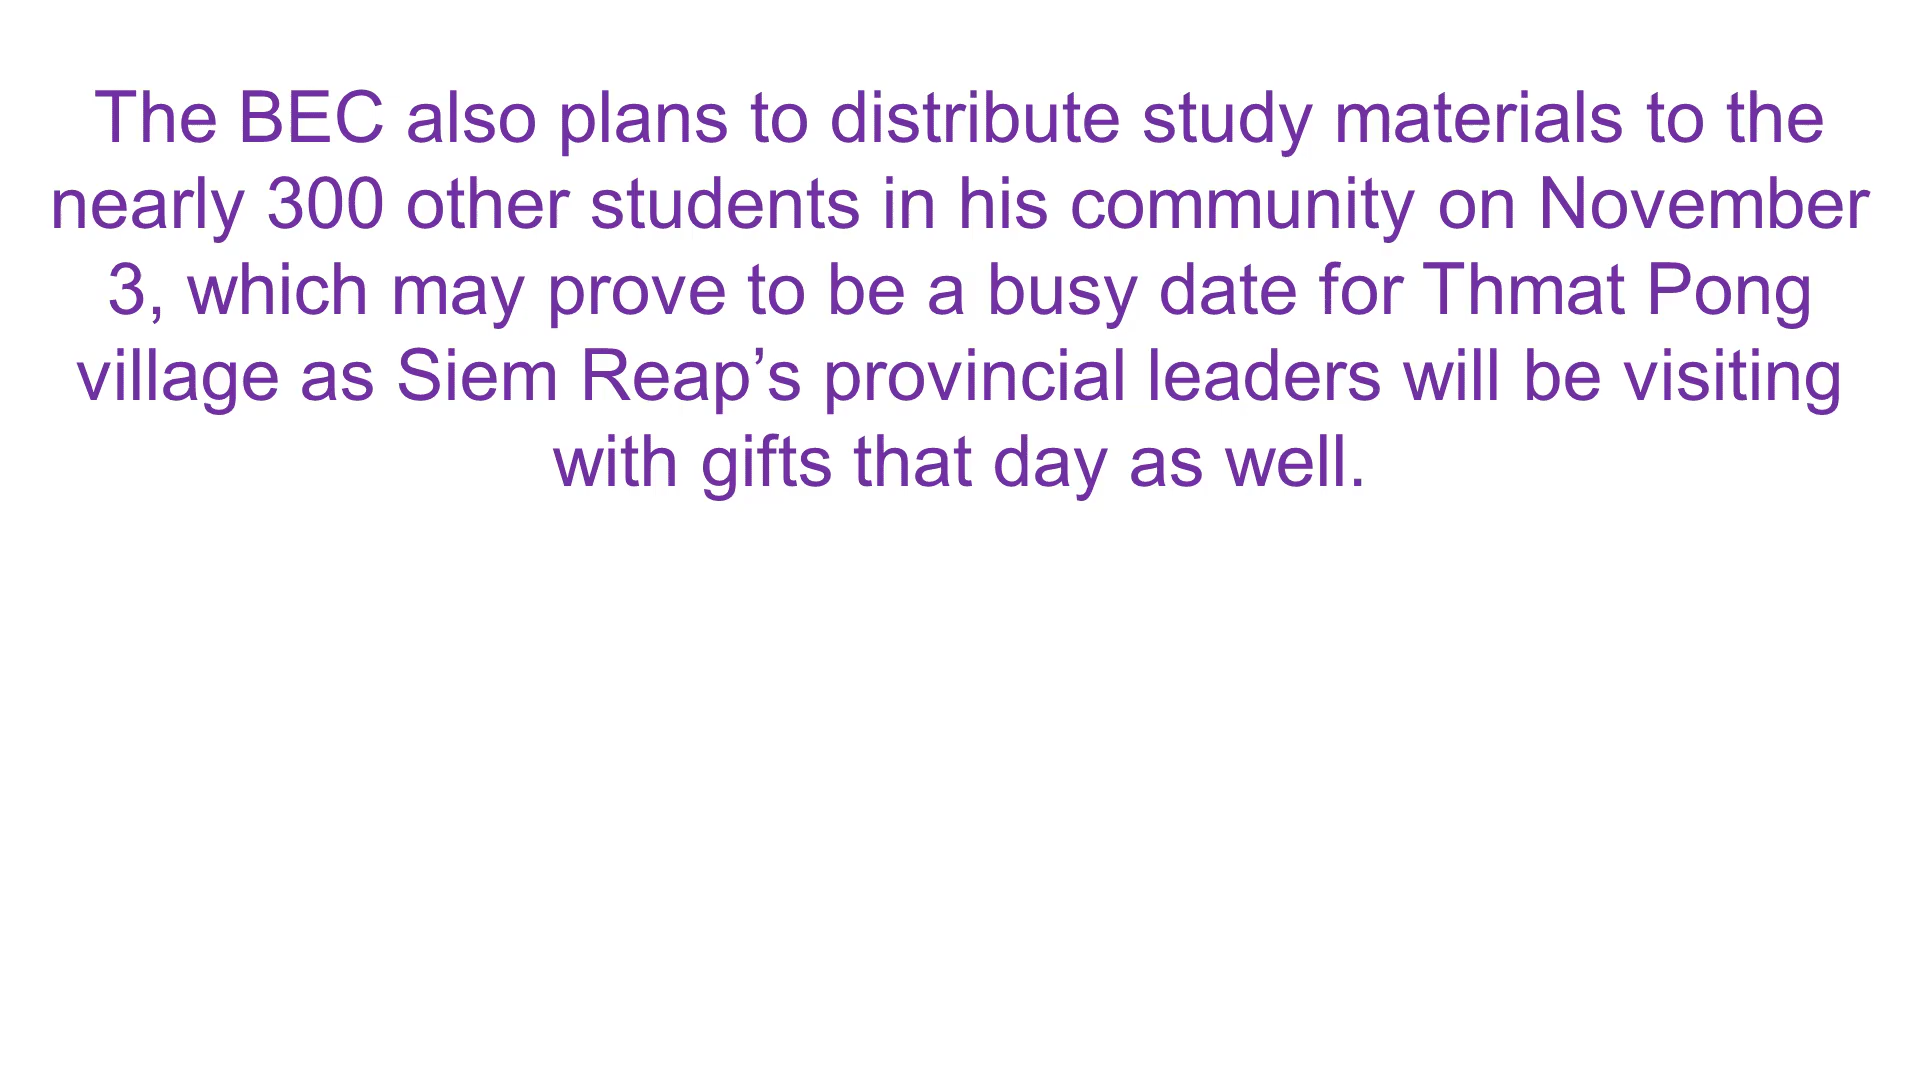 The BEC also plans to distribute study materials to the
nearly 300 other students in his community on November
3, which may prove to be a busy date for Thmat Pong
village as Siem Reap’s provincial leaders will be visiting
with gifts that day as well.